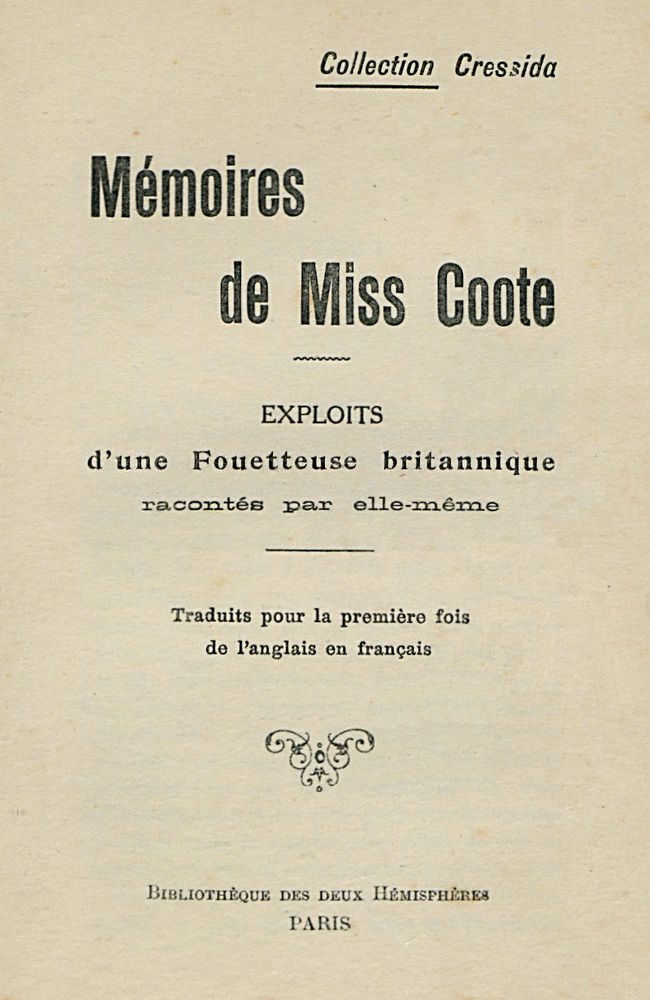 Collection Cressida
Mémoires
de Miss Coote
EXPLOITS
d'une Fouetteuse britannique
racontés par elle-même
Traduits pour la première fois
de l'anglais en français
BIBLIOTHÈQUE DES DEUX HÉMISPHÈRES
PARIS